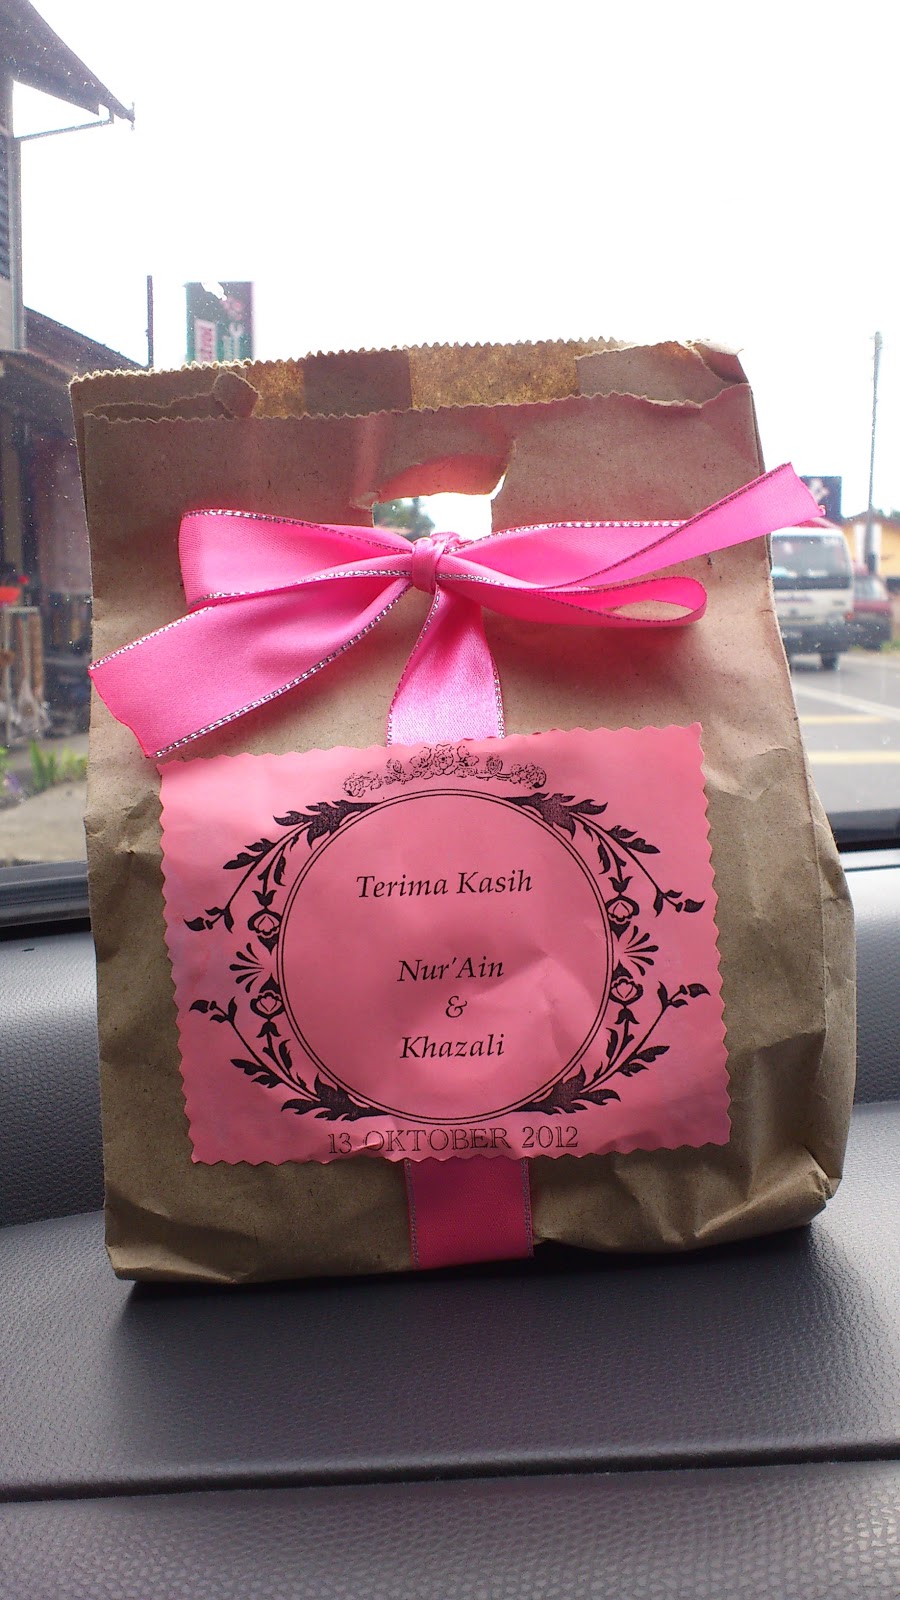 Terima Kasih
Nur'Ain
&
Khazali
13 OKTOBER 2012